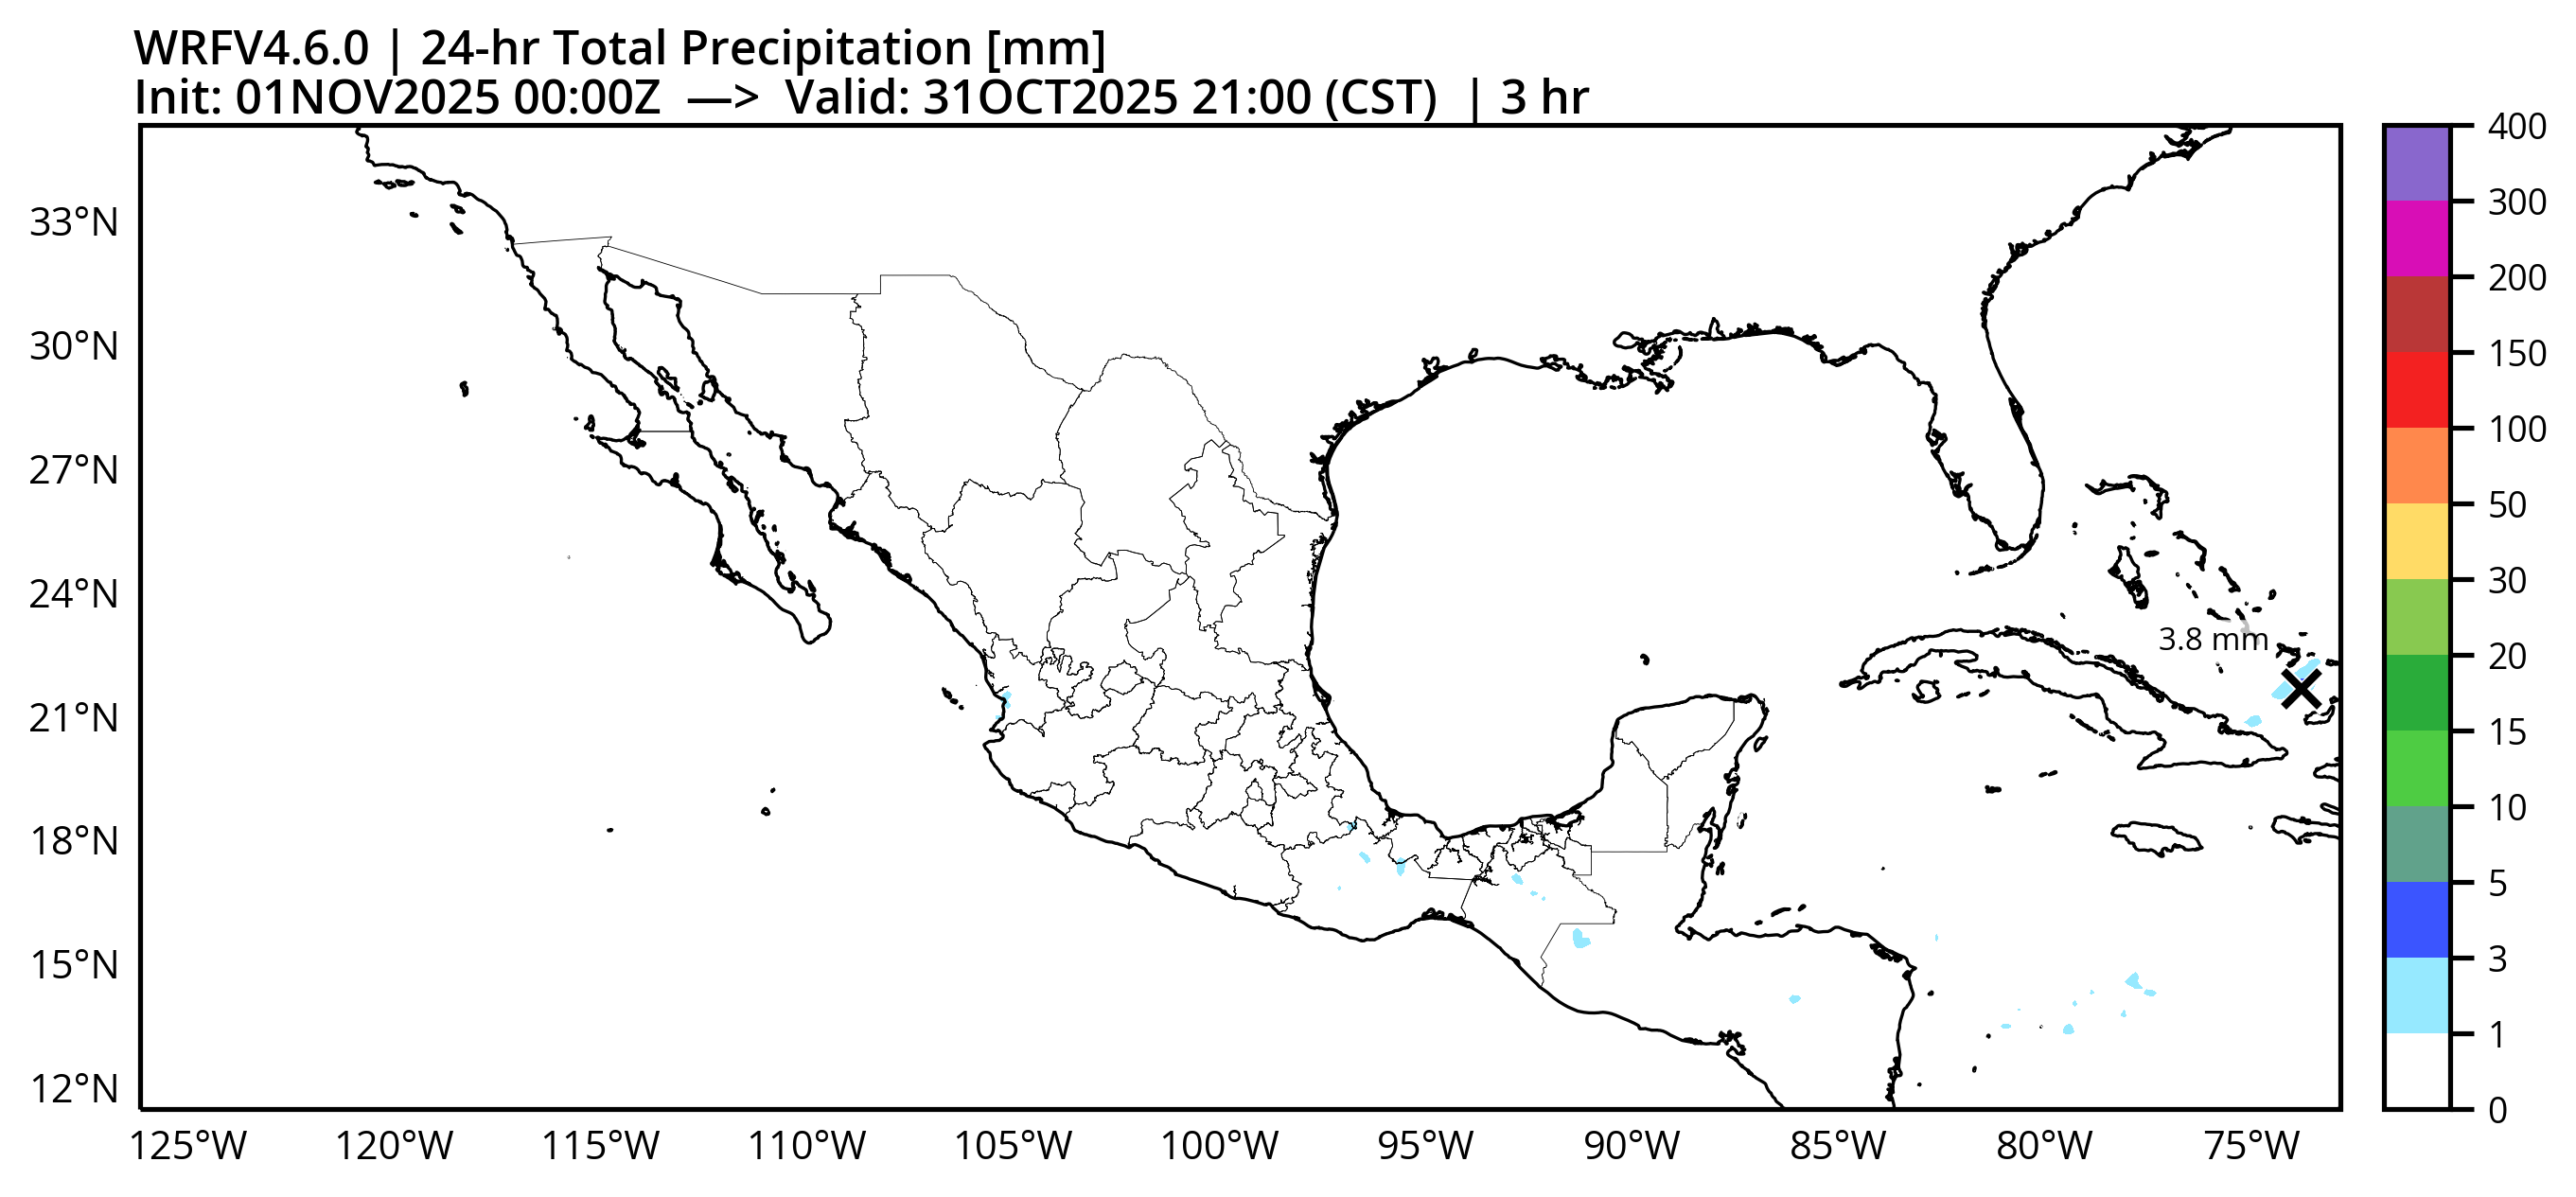 WRFV4.6.0 | 24-hr Total Precipitation [mm]
Init: 01NOV2025 00:00Z —> Valid: 31OCT2025 21:00 (CST) | 3 hr
33°N
30°N
27°N
24°N
21°N
18°N
15°N
12°N
125°W 120°W 115°W 110°W 105°W 100°W 95°W 90°W 85°W 80°W 75°W
3.8 mm
400
300
200
150
100
50
30
20
15
10
5
3
1
0